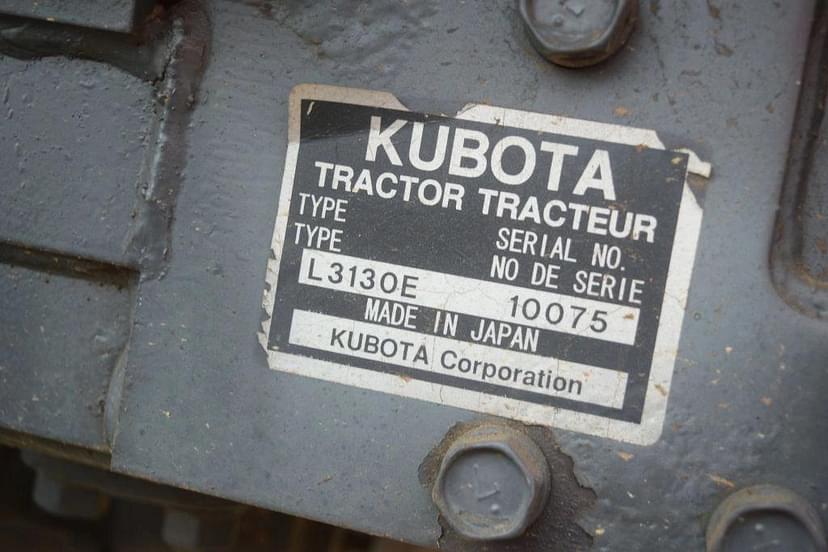 KUBOTA
TRACTOR TRACTEUR
TYPE
TYPE
SERIAL NO.
NO DE SERIE
L3130E 10075
MADE IN JAPAN
KUBOTA Corporation